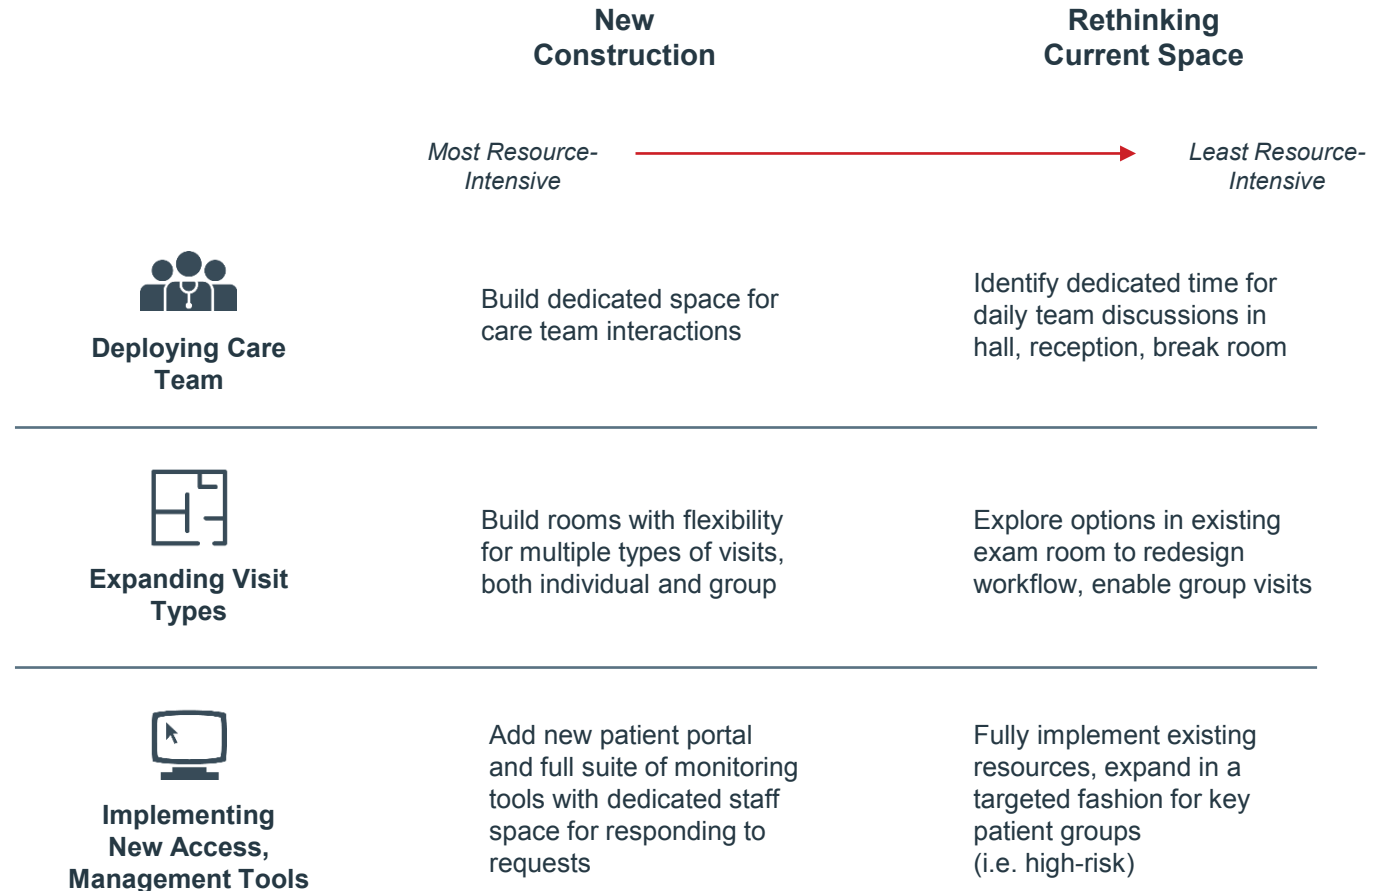 New
Construction
Rethinking
Current Space
Most Resource-
Intensive
Least Resource-
Intensive
Deploying Care
Team
Build dedicated space for
care team interactions
Identify dedicated time for
daily team discussions in
hall, reception, break room
Expanding Visit
Types
Build rooms with flexibility
for multiple types of visits,
both individual and group
Explore options in existing
exam room to redesign
workflow, enable group visits
Implementing
New Access,
Management Tools
Add new patient portal
and full suite of monitoring
tools with dedicated staff
space for responding to
requests
Fully implement existing
resources, expand in a
targeted fashion for key
patient groups
(i.e. high-risk)